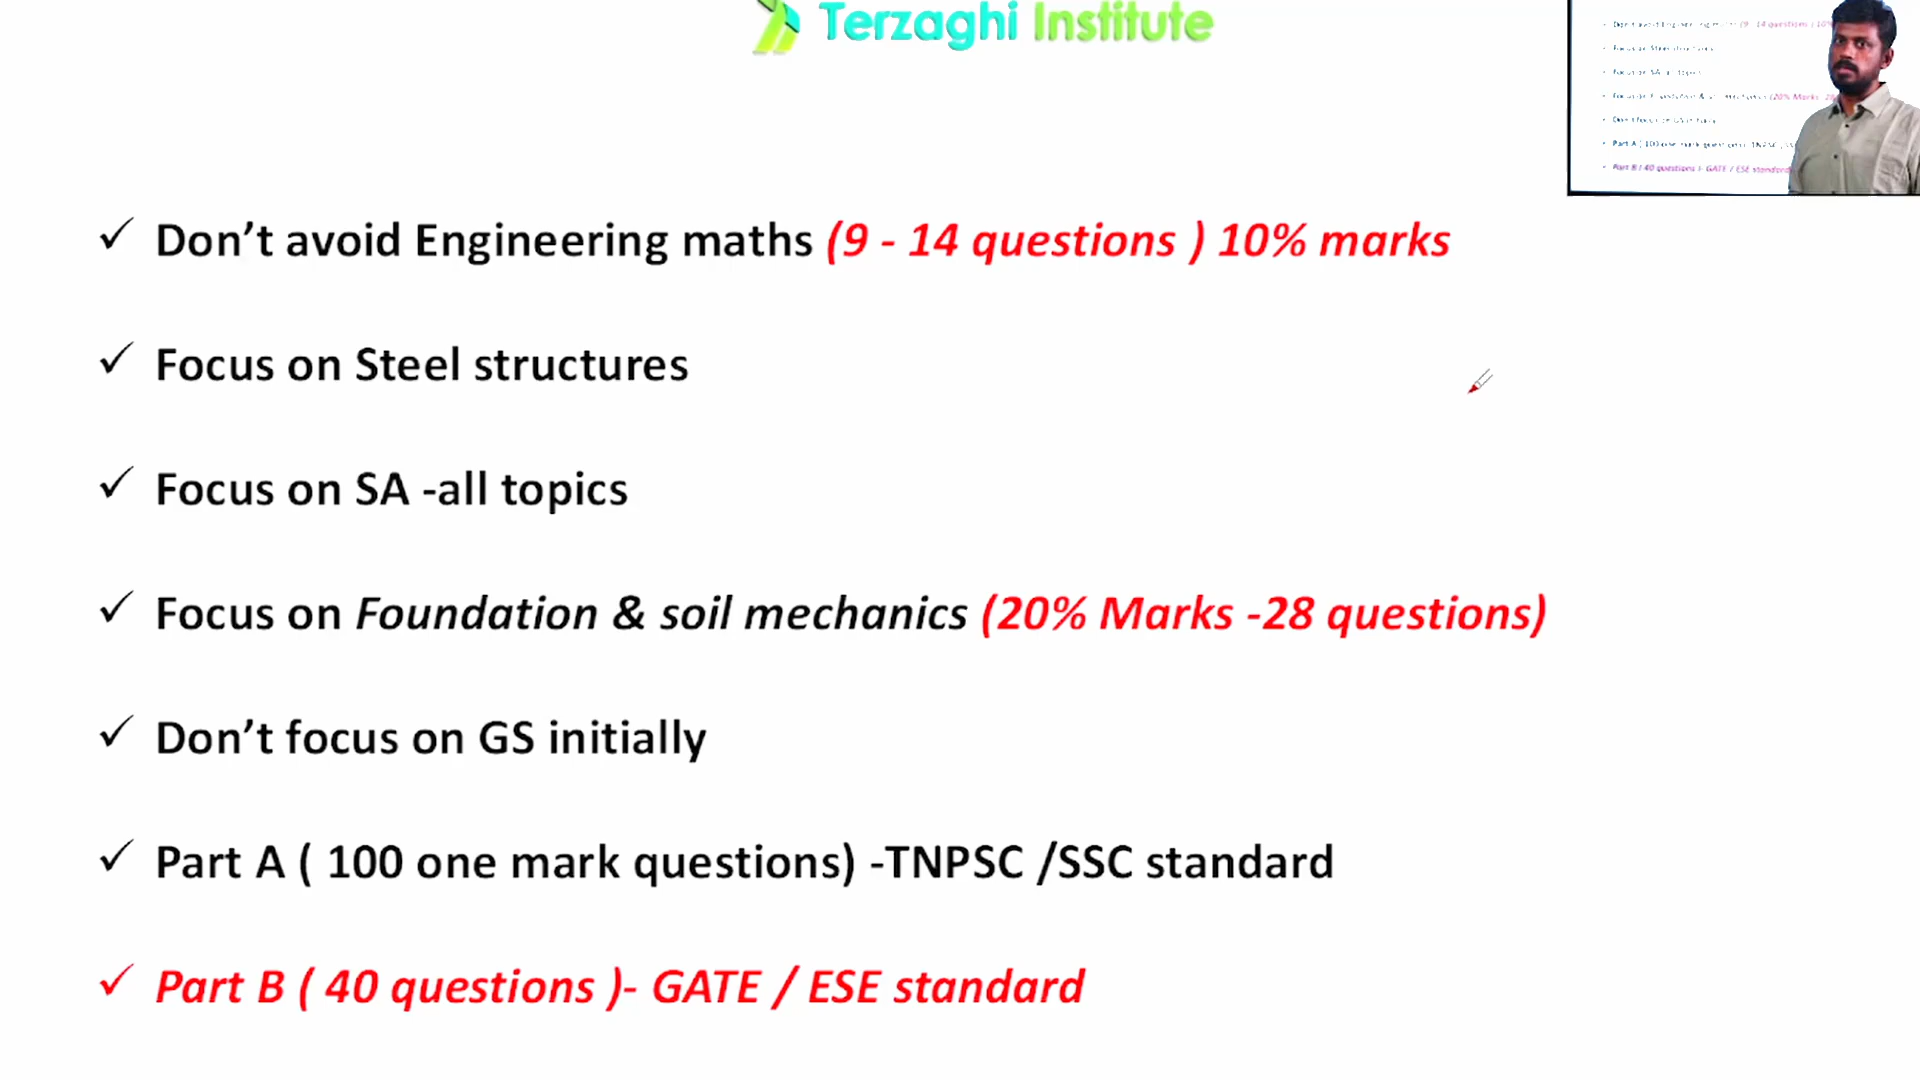 Terzaghi Institute
Don't avoid Engineering maths (9 - 14 questions ) 10% marks
Focus on Steel structures
Focus on SA -all topics
Focus on Foundation & soil mechanics (20% Marks -28 questions)
Don't focus on GS initially
Part A ( 100 one mark questions) -TNPSC /SSC standard
Part B ( 40 questions )- GATE / ESE standard